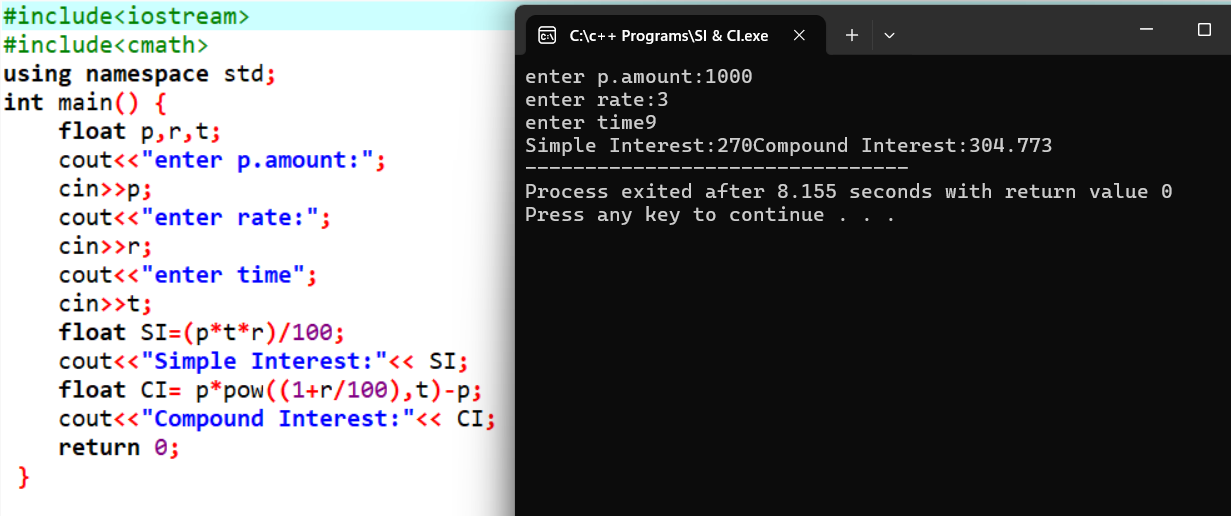 #include<iostream>
#include<cmath>
using namespace std;
int main() {
float p,r,t;
cout<<"enter p.amount:";
cin>>p;
cout<<"enter rate:";
cin>>r;
cout<<"enter time";
cin>>t;
float SI=(p*t*r)/100;
cout<<"Simple Interest:"<< SI;
float CI= p*pow((1+r/100),t)-p;
cout<<"Compound Interest:"<< CI;
return 0;
}
C:\c++ Programs\SI & CI.exe
enter p.amount:1000
enter rate:3
enter time9
Simple Interest:270Compound Interest:304.773
--------------------------------
Process exited after 8.155 seconds with return value 0
Press any key to continue . . .